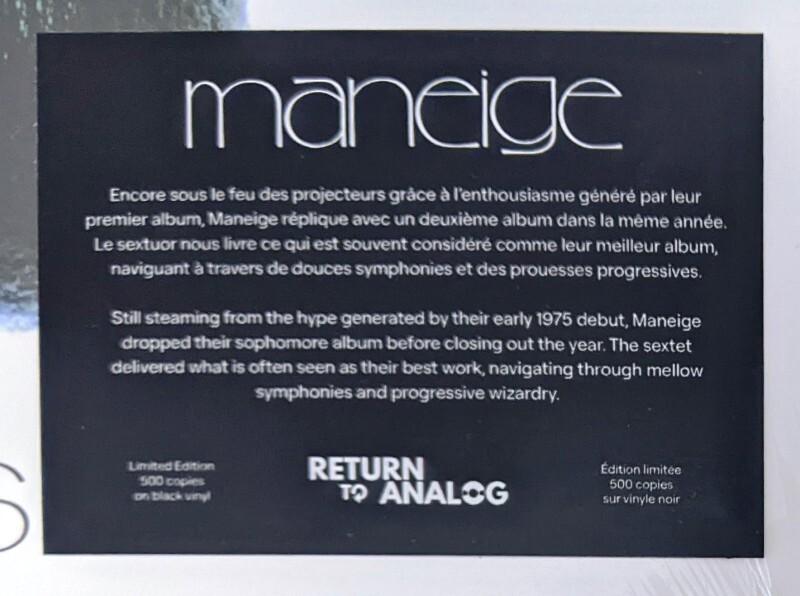 maneige
Encore sous le feu des projecteurs grâce à l'enthousiasme généré par leur
premier album, Maneige réplique avec un deuxième album dans la même année.
Le sextuor nous livre ce qui est souvent considéré comme leur meilleur album,
naviguant à travers de douces symphonies et des prouesses progressives.
Still steaming from the hype generated by their early 1975 debut, Maneige
dropped their sophomore album before closing out the year. The sextet
delivered what is often seen as their best work, navigating through mellow
symphonies and progressive wizardry.
Limited Edition
500 copies
on black vinyl
RETURN
TO ANALOG
Édition limitée
500 copies
sur vinyle noir